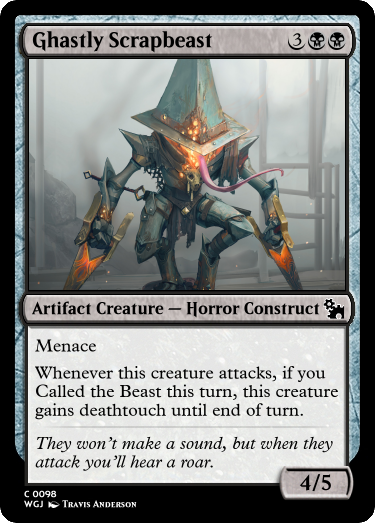 Ghastly Scrapbeast 3
Artifact Creature — Horror Construct
Menace
Whenever this creature attacks, if you
Called the Beast this turn, this creature
gains deathtouch until end of turn.
They won't make a sound, but when they
attack you'll hear a roar.
4/5
C 0098
WGJ Travis Anderson